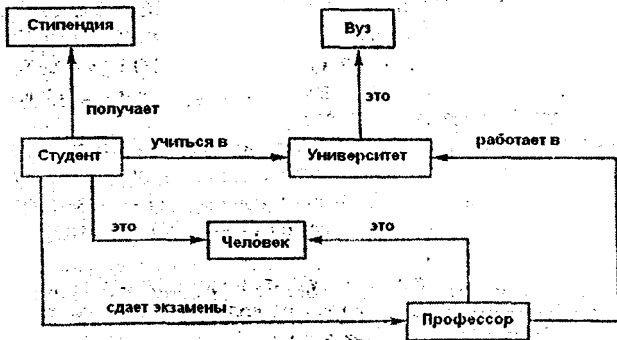 Стипендия
Вуз
получает
это
Студент
учиться в
Университет
работает в
это
Человек
это
сдает экзамены
Профессор